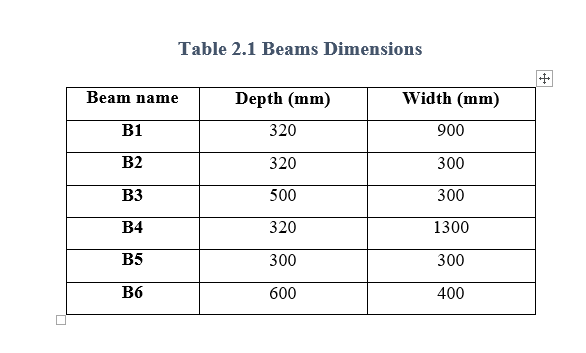 Table 2.1 Beams Dimensions
Beam name Depth (mm) Width (mm)
B1 320 900
B2 320 300
B3 500 300
B4 320 1300
B5 300 300
B6 600 400